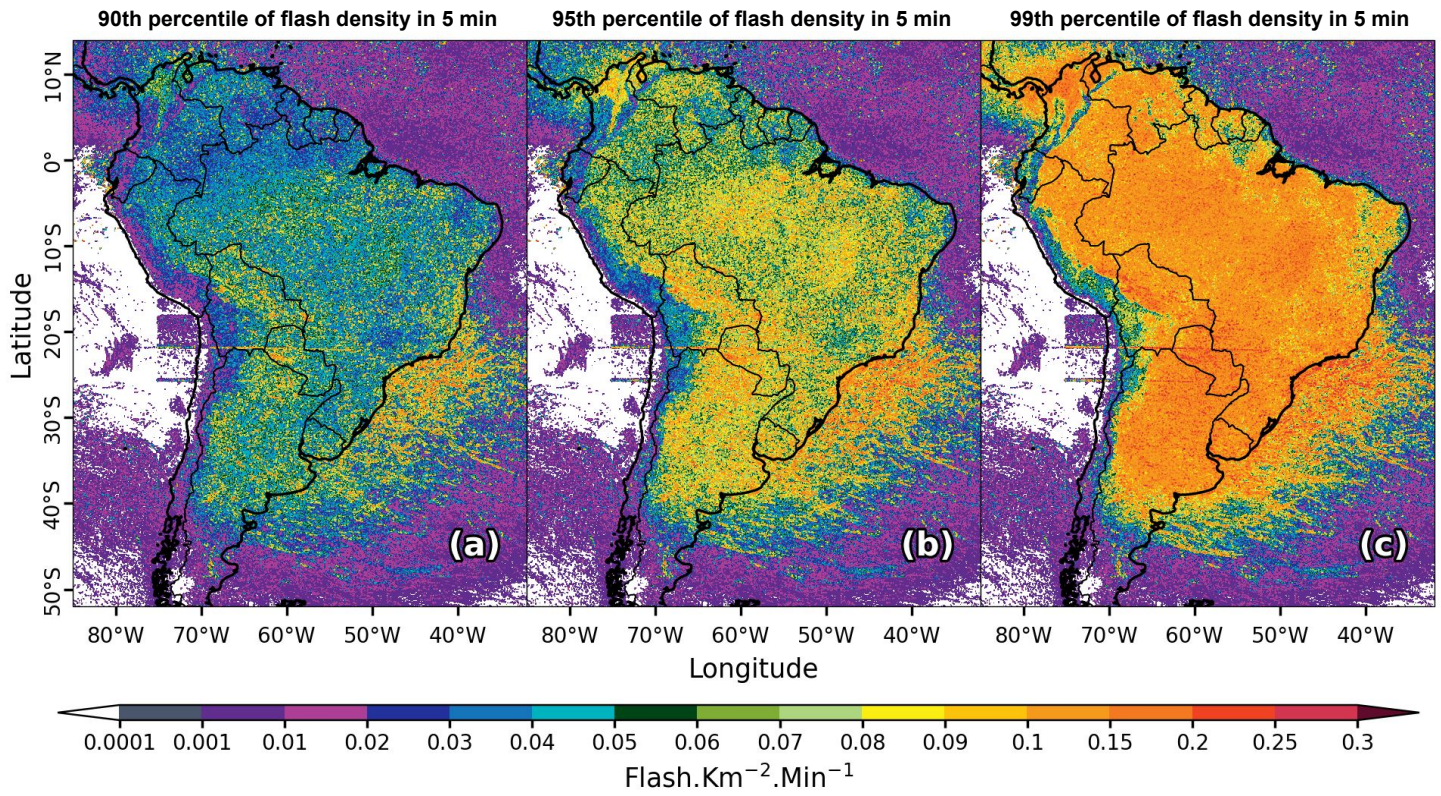 90th percentile of flash density in 5 min
95th percentile of flash density in 5 min
99th percentile of flash density in 5 min
Latitude
10°N
0°
10°S
20°S
30°S
40°S
50°S
(a)
(b)
(c)
80°W 70°W 60°W 50°W 40°W
80°W 70°W 60°W 50°W 40°W
80°W 70°W 60°W 50°W 40°W
Longitude
0.0001 0.001 0.01 0.02 0.03 0.04 0.05 0.06 0.07 0.08 0.09 0.1 0.15 0.2 0.25 0.3
Flash.Km⁻².Min⁻¹